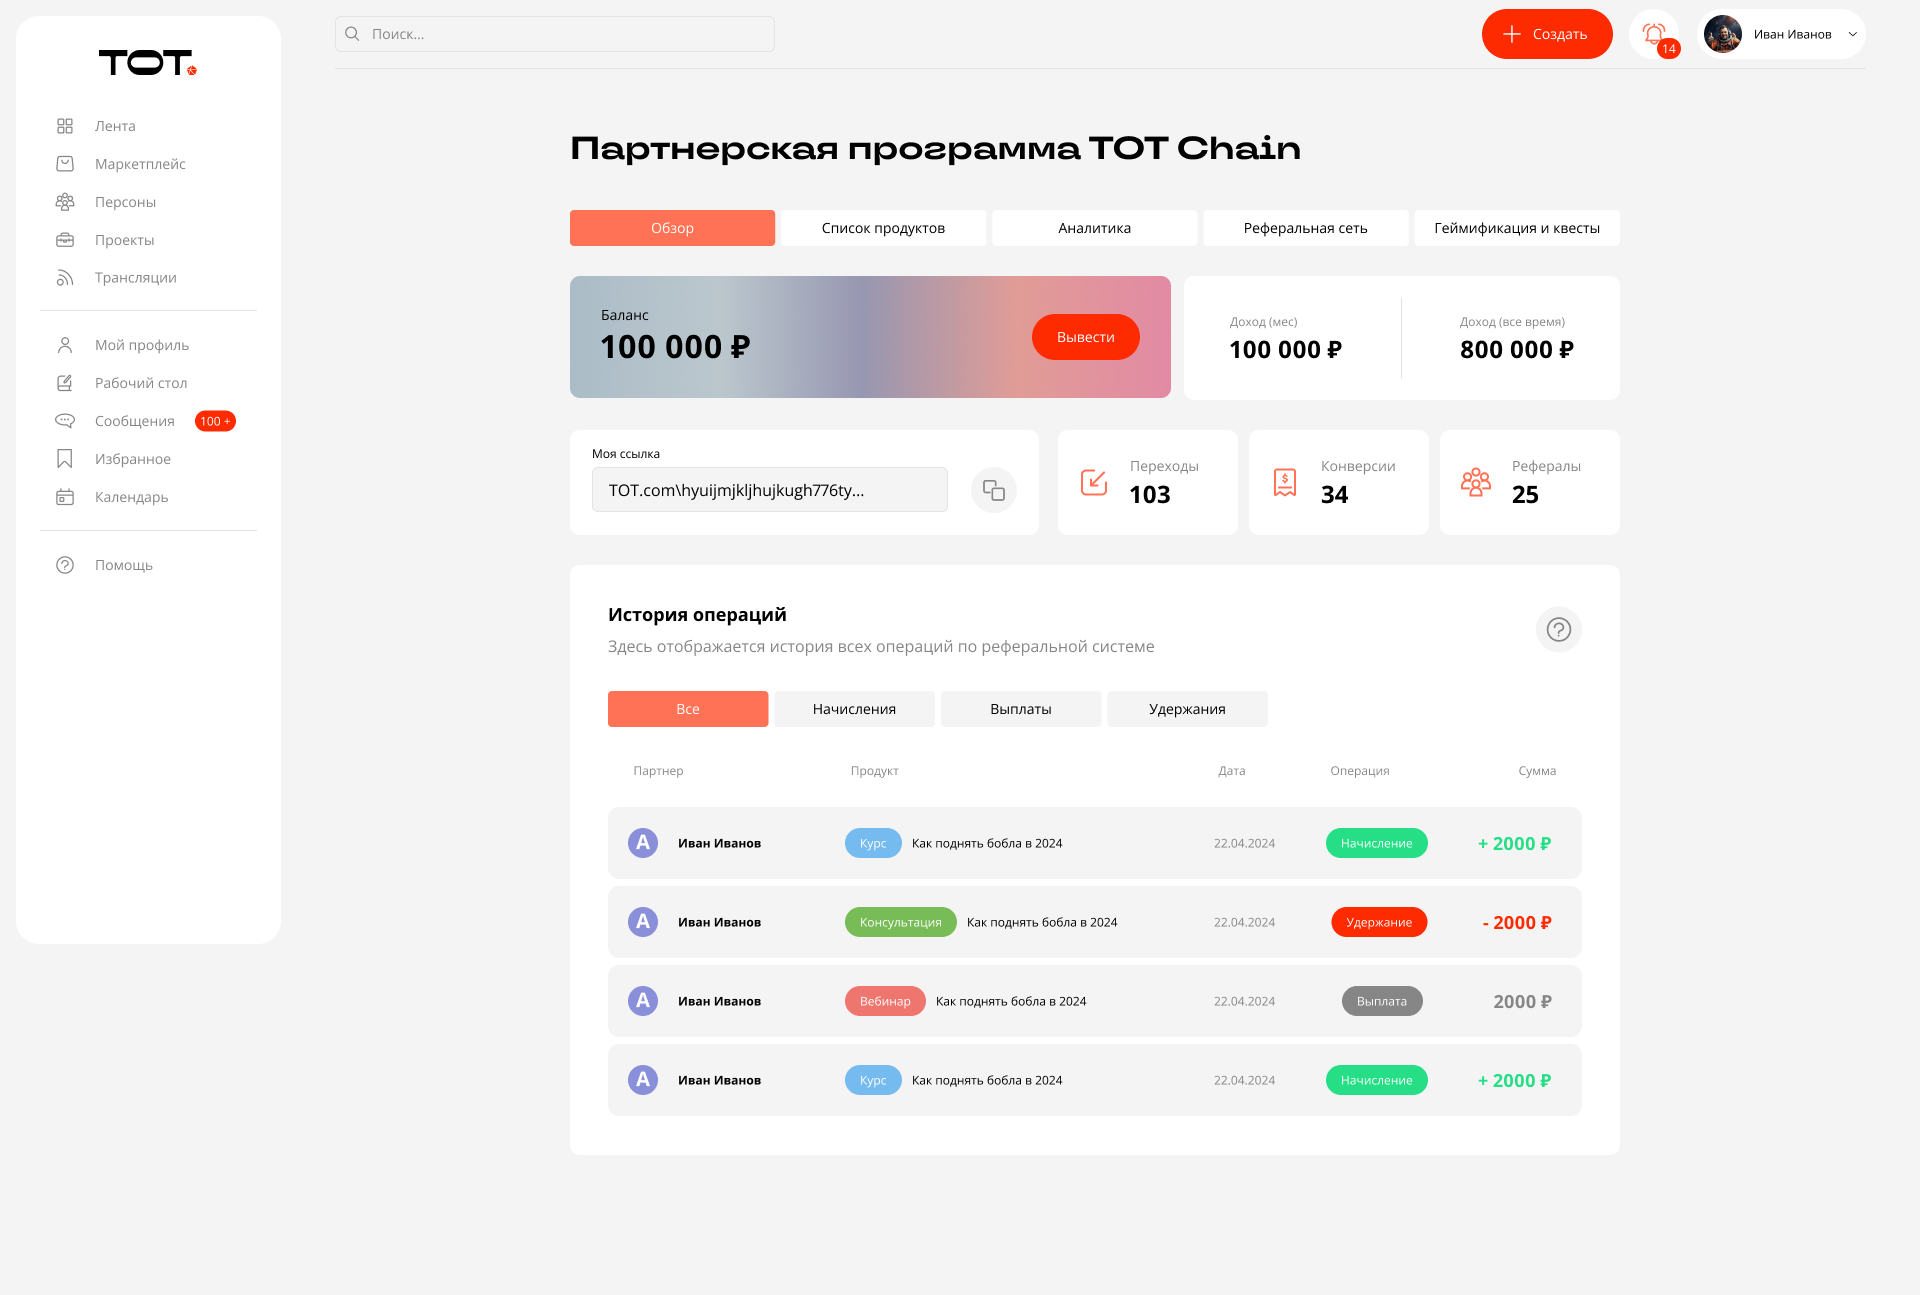 ТОТ.
Лента
Маркетплейс
Персоны
Проекты
Трансляции
Мой профиль
Рабочий стол
Сообщения 100 +
Избранное
Календарь
Помощь
Поиск...
Создать
14
Иван Иванов
Партнерская программа ТОТ Chain
Обзор
Список продуктов
Аналитика
Реферальная сеть
Геймификация и квесты
Баланс
100 000 ₽
Вывести
Доход (мес)
100 000 ₽
Доход (все время)
800 000 ₽
Моя ссылка
TOT.com\hyuijmjkljhujkugh776ty...
Переходы
103
Конверсии
34
Рефералы
25
История операций
Здесь отображается история всех операций по реферальной системе
Все
Начисления
Выплаты
Удержания
Партнер Продукт Дата Операция Сумма
А Иван Иванов Курс Как поднять бобла в 2024 22.04.2024 Начисление + 2000 ₽
А Иван Иванов Консультация Как поднять бобла в 2024 22.04.2024 Удержание - 2000 ₽
А Иван Иванов Вебинар Как поднять бобла в 2024 22.04.2024 Выплата 2000 ₽
А Иван Иванов Курс Как поднять бобла в 2024 22.04.2024 Начисление + 2000 ₽